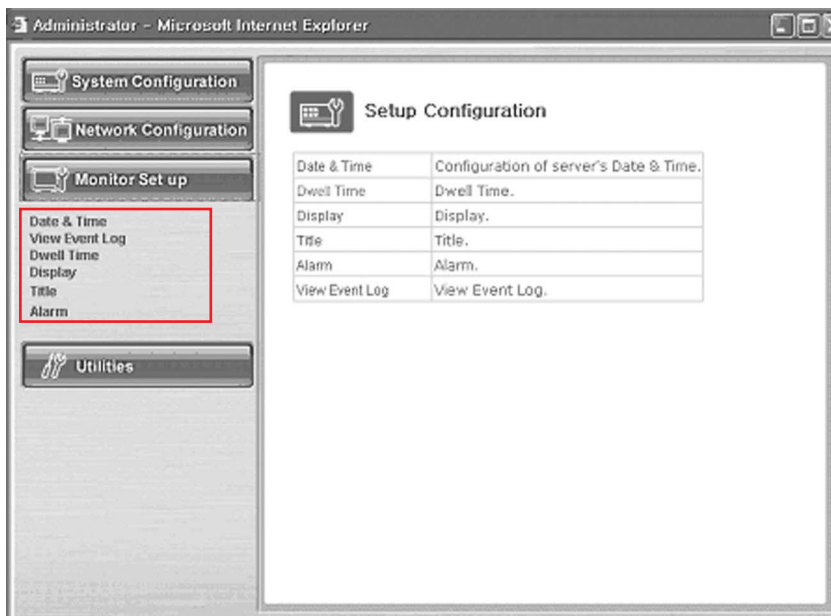 Administrator - Microsoft Internet Explorer
System Configuration
Network Configuration
Monitor Set up
Date & Time
View Event Log
Dwell Time
Display
Title
Alarm
Utilities
Setup Configuration
Date & Time Configuration of server's Date & Time.
Dwell Time Dwell Time.
Display Display.
Title Title.
Alarm Alarm.
View Event Log View Event Log.